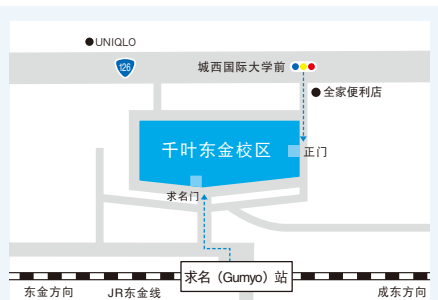 UNIQLO
126
城西国际大学前
全家便利店
千叶东金校区
正门
求名门
求名（Gumyo）站
东金方向
JR东金线
成东方向